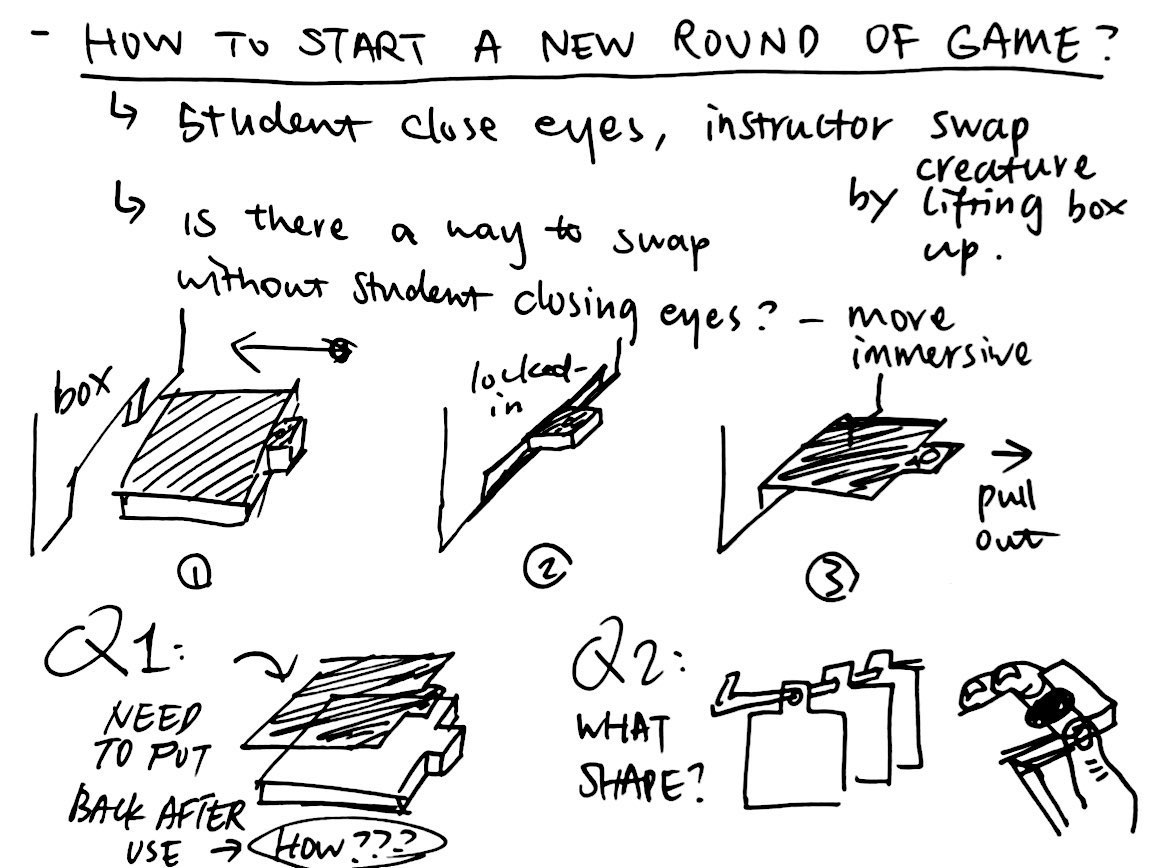 - HOW TO START A NEW ROUND OF GAME?
↳ Student close eyes, instructor swap
creature
by lifting box
up.
↳ is there a way to swap
without student closing eyes? – more
immersive
box
locked-
in
pull
out
①
②
③
Q1:
NEED
TO PUT
BACK AFTER
USE → How???
Q2:
WHAT
SHAPE?